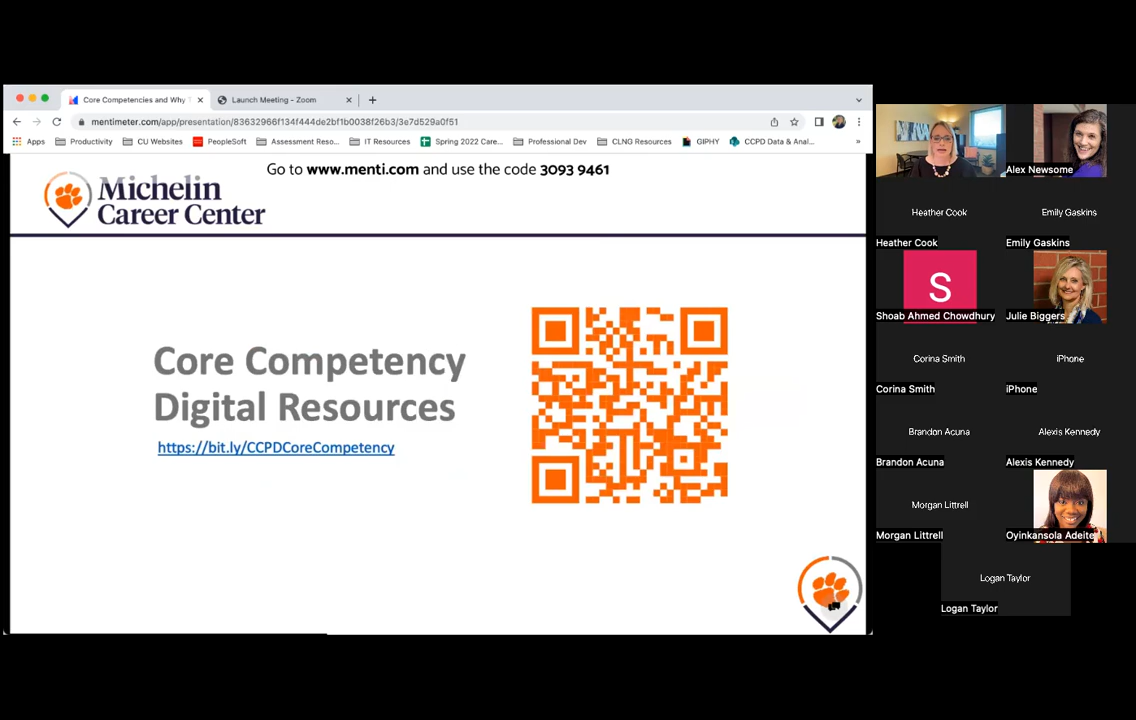 Core Competencies and Why T
Launch Meeting - Zoom
mentimeter.com/app/presentation/83632966f134f444de2bf1b0038f26b3/3e7d529a0f51
Apps
Productivity
CU Websites
PeopleSoft
Assessment Reso...
IT Resources
Spring 2022 Care...
Professional Dev
CLNG Resources
GIPHY
CCPD Data & Anal...
»
Go to www.menti.com and use the code 3093 9461
Michelin
Career Center
Core Competency
Digital Resources
https://bit.ly/CCPDCoreCompetency
Alex Newsome
Heather Cook
Emily Gaskins
Heather Cook
Emily Gaskins
S
Shoab Ahmed Chowdhury
Julie Biggers
Corina Smith
iPhone
Corina Smith
iPhone
Brandon Acuna
Alexis Kennedy
Brandon Acuna
Alexis Kennedy
Morgan Littrell
Morgan Littrell
Oyinkansola Adeite
Logan Taylor
Logan Taylor